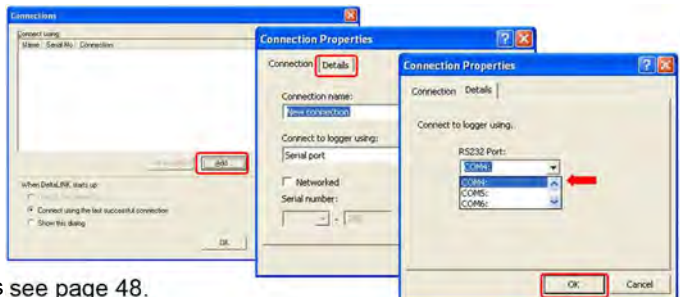 Connections
Connect using:
Name Serial No Connection
Add
When DeltaLINK starts up
Connect using the last successful connection
Show this dialog
OK
Connection Properties
Connection Details
Connection name:
New connection
Connect to logger using:
Serial port
Networked
Serial number:
Connection Properties
Connection Details
Connect to logger using:
RS232 Port:
COM4:
COM4:
COM5:
COM6:
OK Cancel
s see page 48.